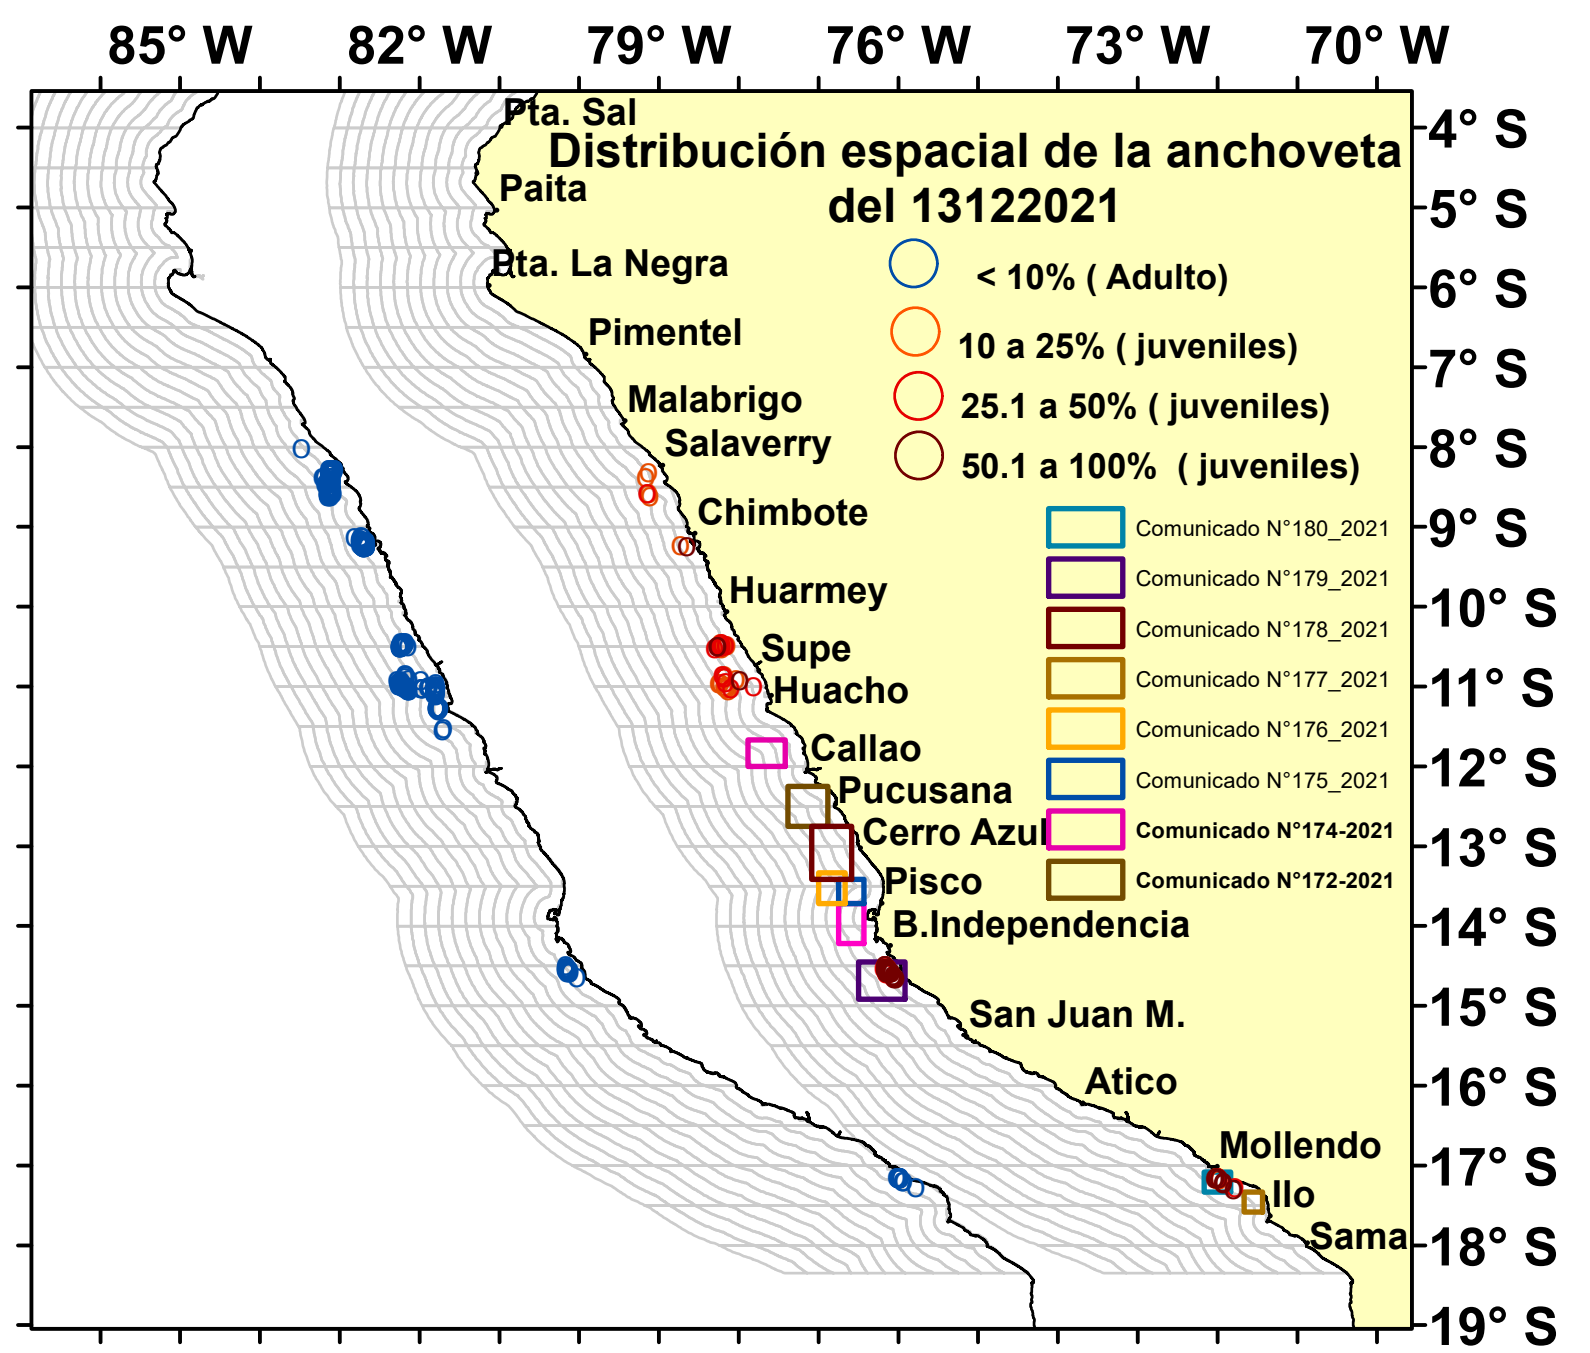 85° W 82° W 79° W 76° W 73° W 70° W
Pta. Sal
4° S
Distribución espacial de la anchoveta
del 13122021
Paita
5° S
Pta. La Negra
< 10% ( Adulto)
6° S
Pimentel
10 a 25% ( juveniles)
7° S
Malabrigo
25.1 a 50% ( juveniles)
Salaverry
8° S
50.1 a 100% ( juveniles)
Chimbote
Comunicado N°180_2021
9° S
Comunicado N°179_2021
Huarmey
10° S
Comunicado N°178_2021
Supe
Comunicado N°177_2021
Huacho
11° S
Comunicado N°176_2021
Callao
12° S
Comunicado N°175_2021
Pucusana
Cerro Azul
Comunicado N°174-2021
13° S
Pisco
Comunicado N°172-2021
B.Independencia
14° S
San Juan M.
15° S
Atico
16° S
Mollendo
17° S
Ilo
Sama
18° S
19° S